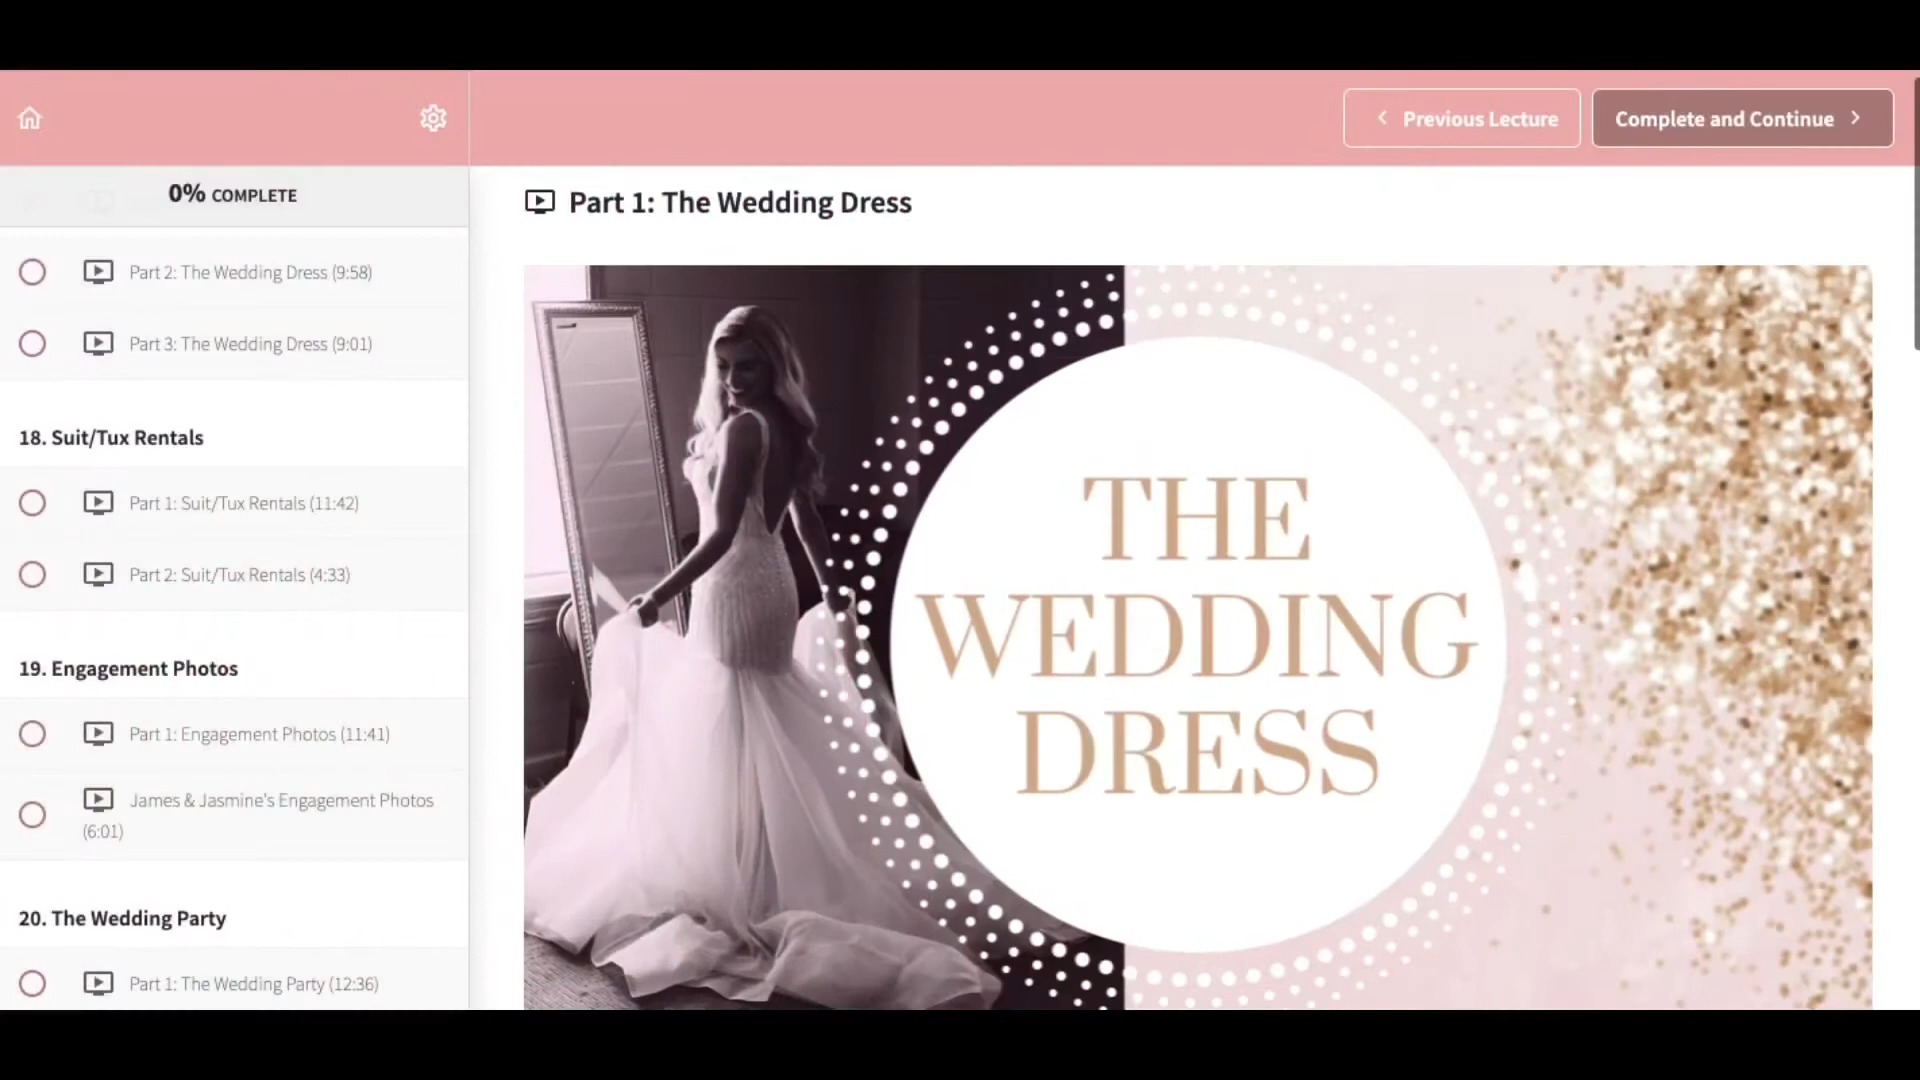 Previous Lecture
Complete and Continue
0% COMPLETE
Part 2: The Wedding Dress (9:58)
Part 3: The Wedding Dress (9:01)
18. Suit/Tux Rentals
Part 1: Suit/Tux Rentals (11:42)
Part 2: Suit/Tux Rentals (4:33)
19. Engagement Photos
Part 1: Engagement Photos (11:41)
James & Jasmine's Engagement Photos
(6:01)
20. The Wedding Party
Part 1: The Wedding Party (12:36)
Part 1: The Wedding Dress
THE
WEDDING
DRESS